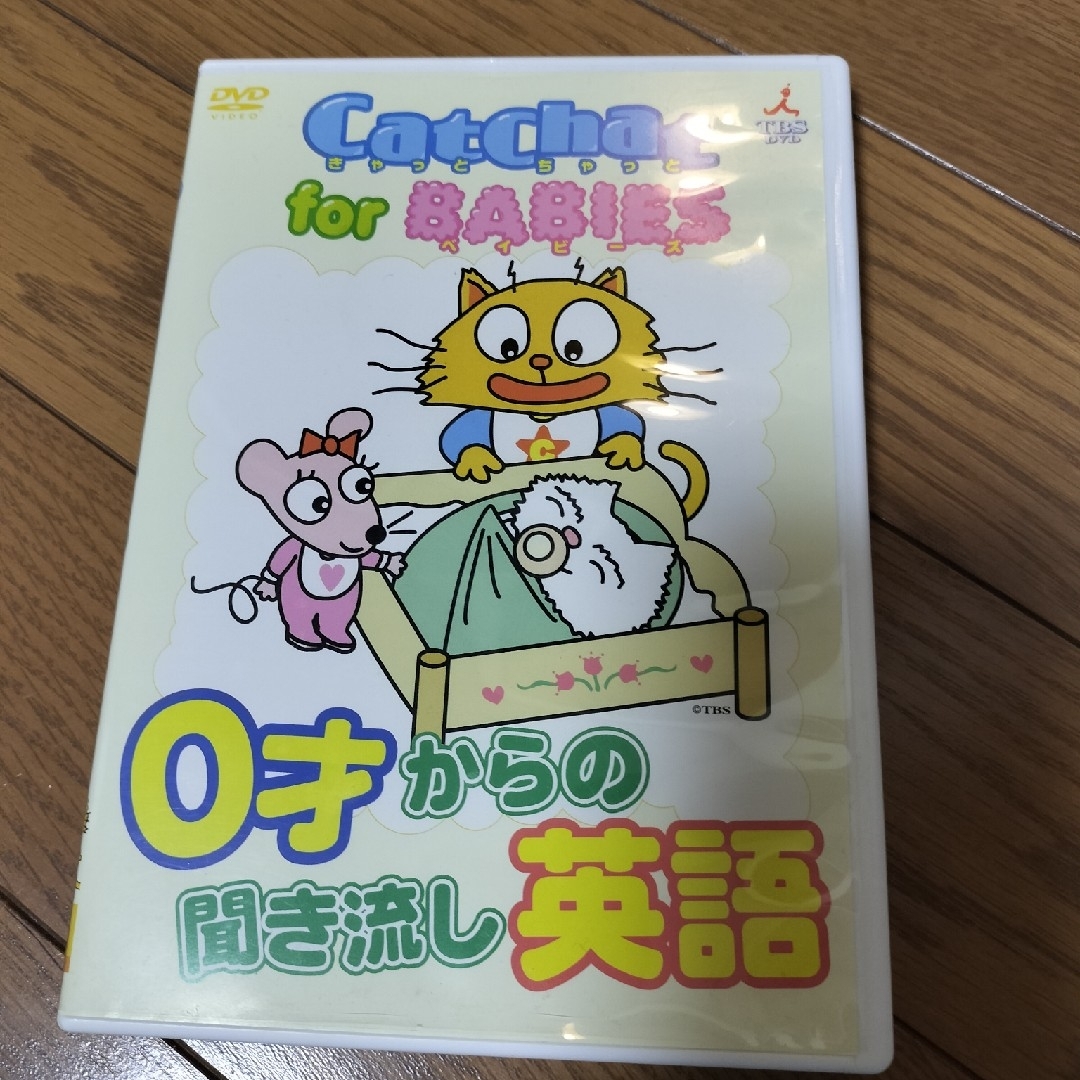 DVD
VIDEO
Catchat
きゃっと ちゃっと
TBS
DVD
for BABIES
ベイビーズ
C
©TBS
0才からの
聞き流し英語